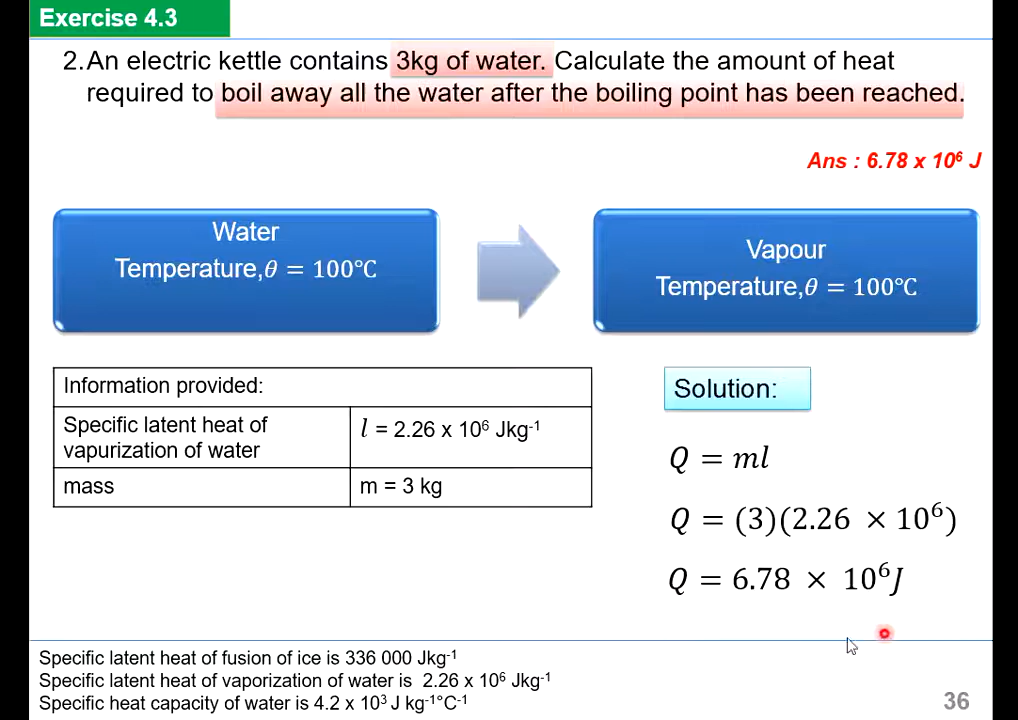 Exercise 4.3
2.An electric kettle contains 3kg of water. Calculate the amount of heat
required to boil away all the water after the boiling point has been reached.
Ans : 6.78 x 10⁶ J
Water
Temperature,θ = 100℃
Vapour
Temperature,θ = 100℃
Information provided:
Specific latent heat of
vapurization of water
l = 2.26 x 10⁶ Jkg⁻¹
mass
m = 3 kg
Solution:
Q = ml
Q = (3)(2.26 × 10⁶)
Q = 6.78 × 10⁶J
Specific latent heat of fusion of ice is 336 000 Jkg⁻¹
Specific latent heat of vaporization of water is 2.26 x 10⁶ Jkg⁻¹
Specific heat capacity of water is 4.2 x 10³ J kg⁻¹°C⁻¹
36